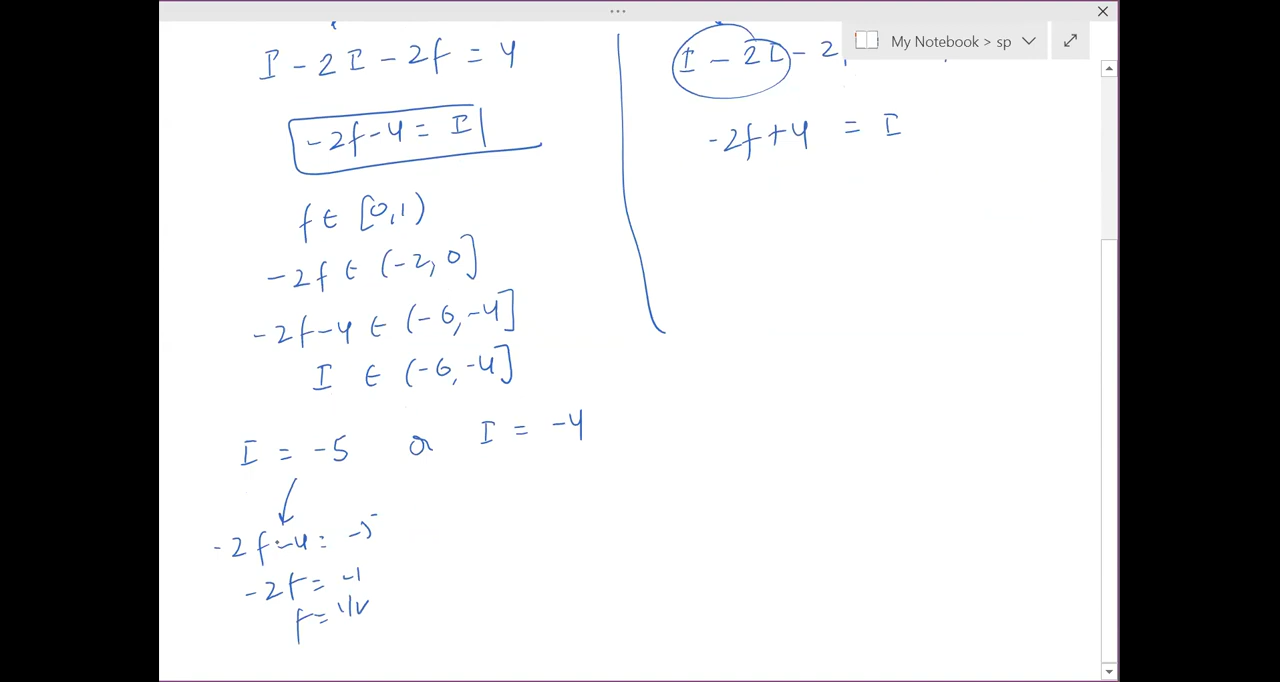 I - 2I - 2f = 4
-2f-4 = I
f ∈ [0,1)
-2f ∈ (-2, 0]
-2f-4 ∈ (-6, -4]
I ∈ (-6, -4]
I = -5 or I = -4
-2f-4 = -5
-2f = -1
f = 1/2
My Notebook > sp
I - 2I - 2
-2f+4 = I